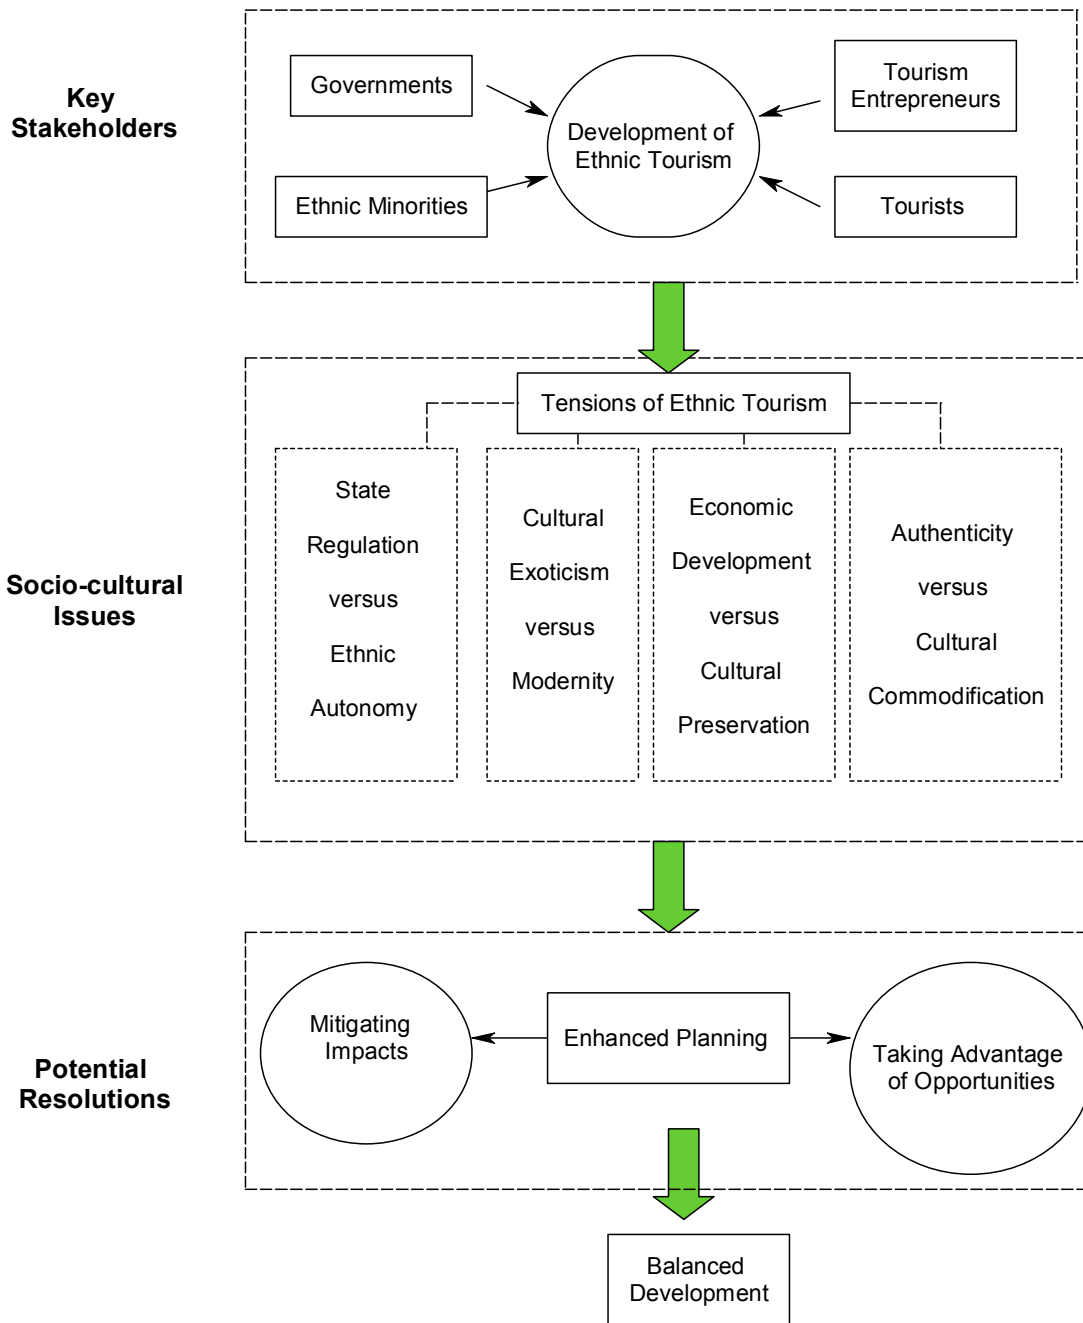 Key
Stakeholders
Governments
Ethnic Minorities
Development of
Ethnic Tourism
Tourism
Entrepreneurs
Tourists
Socio-cultural
Issues
Tensions of Ethnic Tourism
State
Regulation
versus
Ethnic
Autonomy
Cultural
Exoticism
versus
Modernity
Economic
Development
versus
Cultural
Preservation
Authenticity
versus
Cultural
Commodification
Potential
Resolutions
Mitigating
Impacts
Enhanced Planning
Taking Advantage
of Opportunities
Balanced
Development